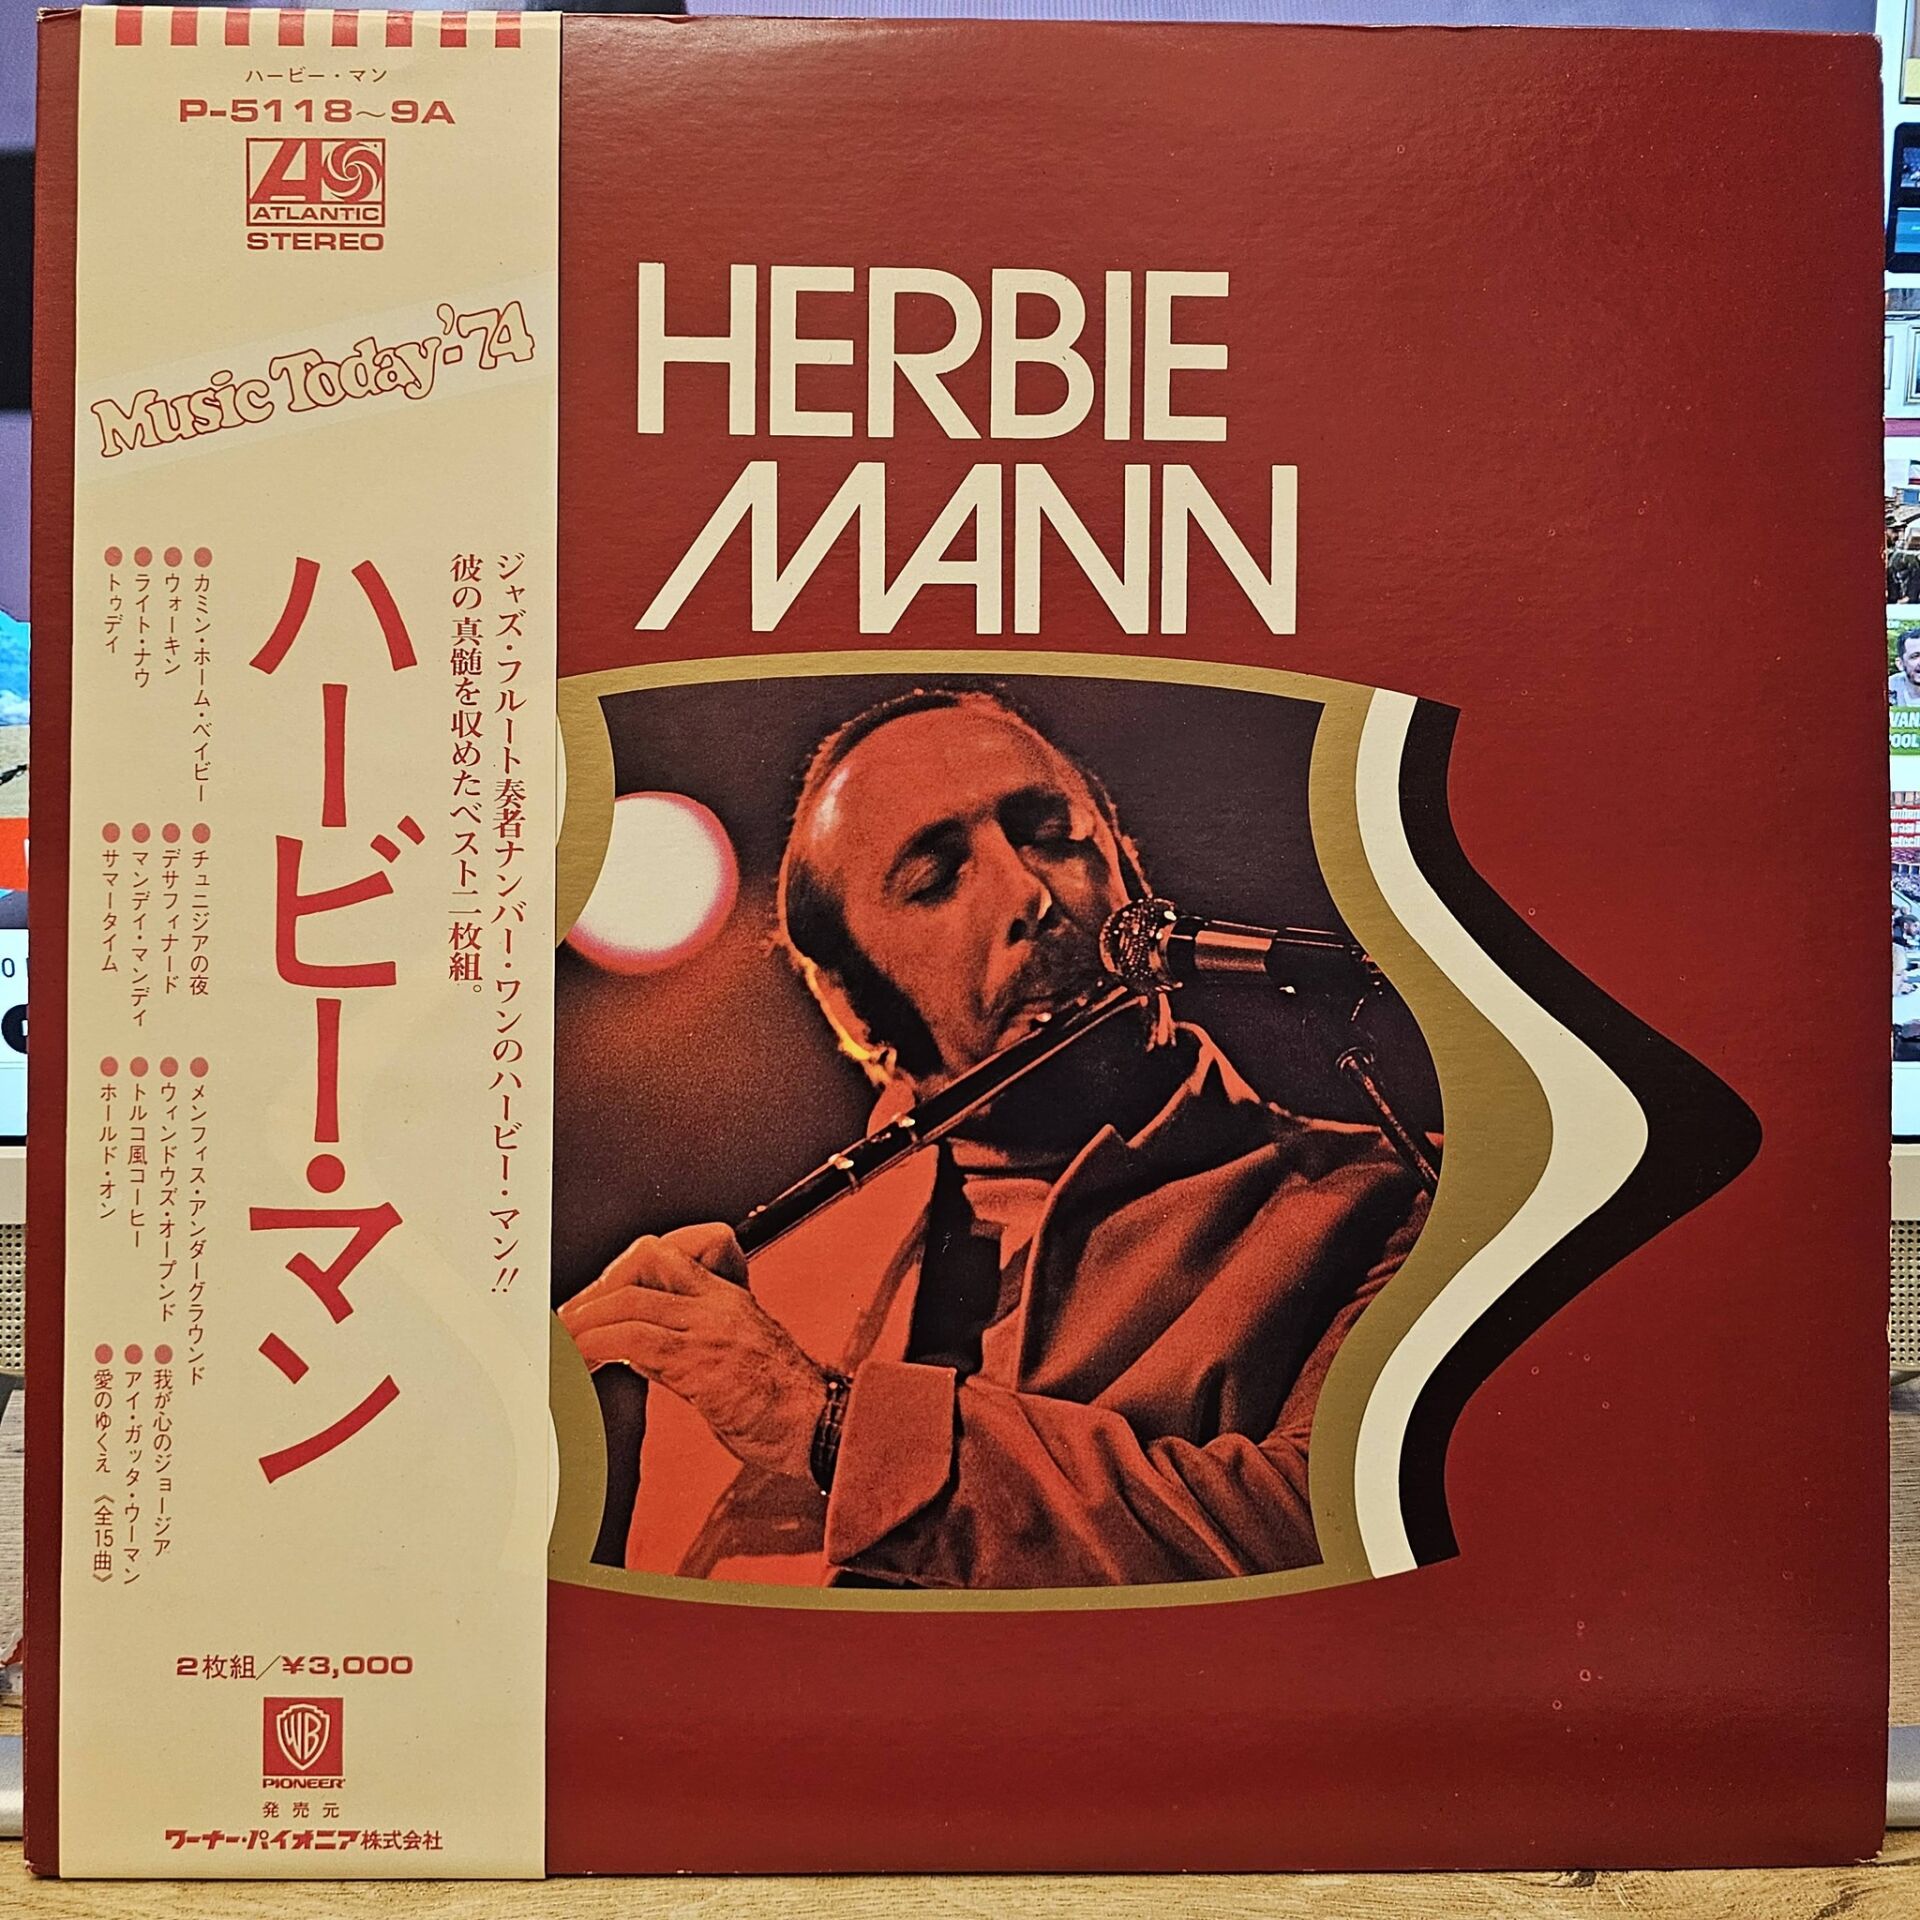 ハービー・マン
P-5118～9A
ATLANTIC
STEREO
Music Today-'74
ジャズ・フルート奏者ナンバー・ワンのハービー・マン!!
彼の真髄を収めたベスト二枚組。
ハービー・マン
●カミン・ホーム・ベイビー
●ウォーキン
●ライト・ナウ
●トゥデイ
●チュニジアの夜
●デサフィナード
●マンデイ・マンデイ
●サマータイム
●メンフィス・アンダーグラウンド
●ウィンドウズ・オープンド
●トルコ風コーヒー
●ホールド・オン
●我が心のジョージア
●アイ・ガッタ・ウーマン
●愛のゆくえ《全15曲》
2枚組/¥3,000
WB
PIONEER
発売元
ワーナー・パイオニア株式会社
HERBIE
MANN